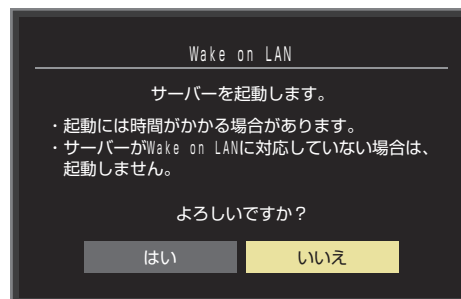 Wake on LAN
サーバーを起動します。
・起動には時間がかかる場合があります。
・サーバーがWake on LANに対応していない場合は、
起動しません。
よろしいですか？
はい
いいえ